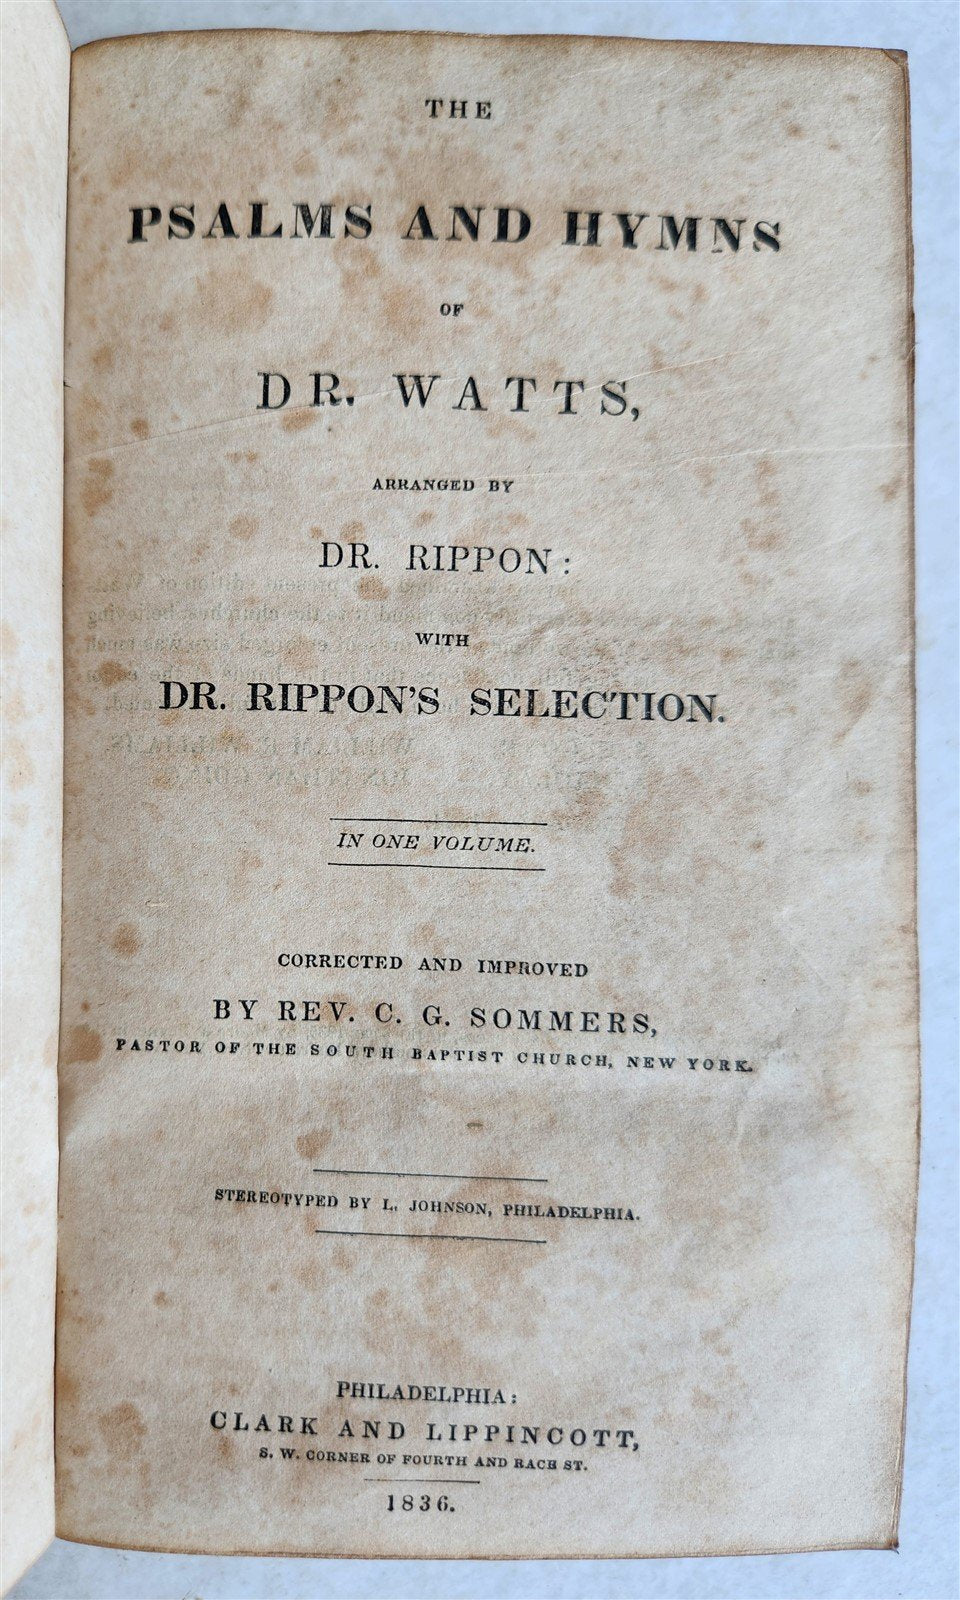 THE
PSALMS AND HYMNS
OF
DR. WATTS,
ARRANGED BY
DR. RIPPON:
WITH
DR. RIPPON'S SELECTION.
IN ONE VOLUME.
CORRECTED AND IMPROVED
BY REV. C. G. SOMMERS,
PASTOR OF THE SOUTH BAPTIST CHURCH, NEW YORK.
STEREOTYPED BY L. JOHNSON, PHILADELPHIA.
PHILADELPHIA:
CLARK AND LIPPINCOTT,
S. W. CORNER OF FOURTH AND RACE ST.
1836.